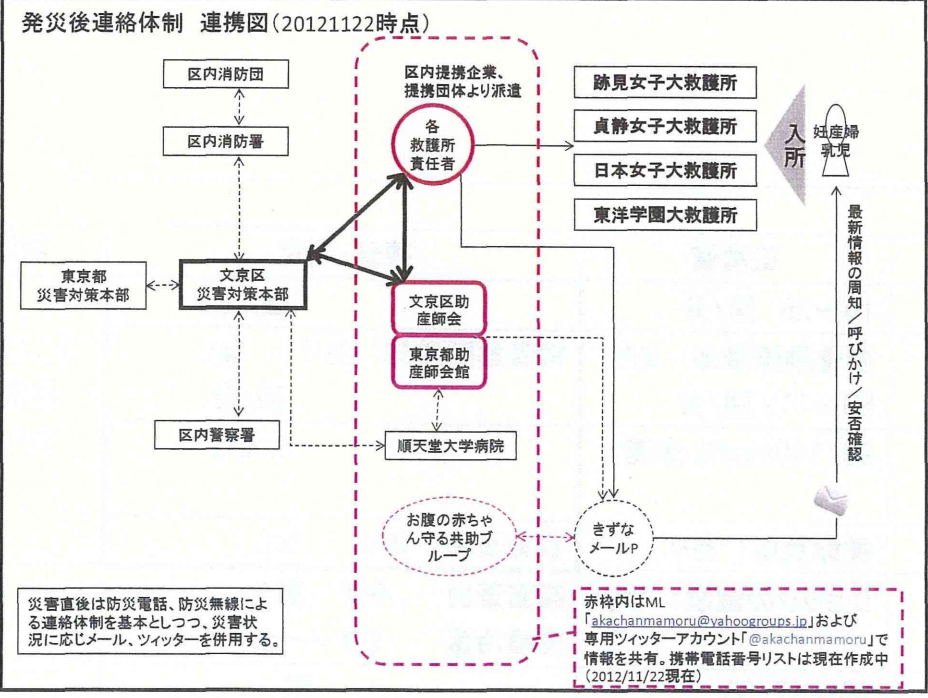 発災後連絡体制 連携図(20121122時点)
区内消防団
区内消防署
東京都
災害対策本部
文京区
災害対策本部
区内警察署
区内提携企業、
提携団体より派遣
各
救護所
責任者
文京区助
産師会
東京都助
産師会館
順天堂大学病院
お腹の赤ちゃ
ん守る共助ブ
ループ
きずな
メールP
跡見女子大救護所
貞静女子大救護所
日本女子大救護所
東洋学園大救護所
入所
妊産婦
乳児
最新情報の周知/呼びかけ/安否確認
災害直後は防災電話、防災無線によ
る連絡体制を基本としつつ、災害状
況に応じメール、ツィッターを併用する。
赤枠内はML
「akachanmamoru@yahoogroups.jp」および
専用ツィッターアカウント「@akachanmamoru」で
情報を共有。携帯電話番号リストは現在作成中
(2012/11/22現在)